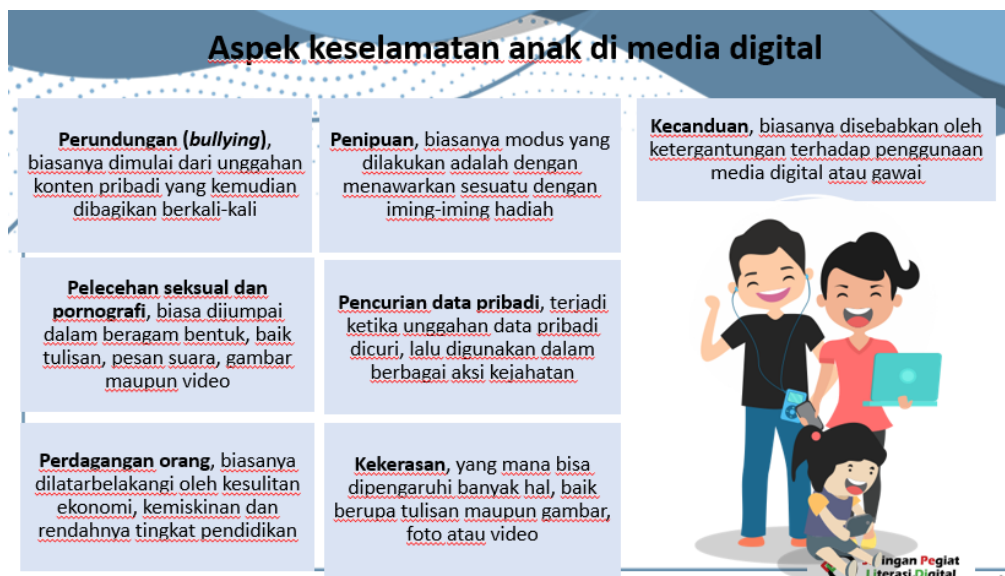 Aspek keselamatan anak di media digital
Perundungan (bullying),
biasanya dimulai dari unggahan
konten pribadi yang kemudian
dibagikan berkali-kali
Penipuan, biasanya modus yang
dilakukan adalah dengan
menawarkan sesuatu dengan
iming-iming hadiah
Kecanduan, biasanya disebabkan oleh
ketergantungan terhadap penggunaan
media digital atau gawai
Pelecehan seksual dan
pornografi, biasa dijumpai
dalam beragam bentuk, baik
tulisan, pesan suara, gambar
maupun video
Pencurian data pribadi, terjadi
ketika unggahan data pribadi
dicuri, lalu digunakan dalam
berbagai aksi kejahatan
Perdagangan orang, biasanya
dilatarbelakangi oleh kesulitan
ekonomi, kemiskinan dan
rendahnya tingkat pendidikan
Kekerasan, yang mana bisa
dipengaruhi banyak hal, baik
berupa tulisan maupun gambar,
foto atau video
Pegiat
Literasi Digital